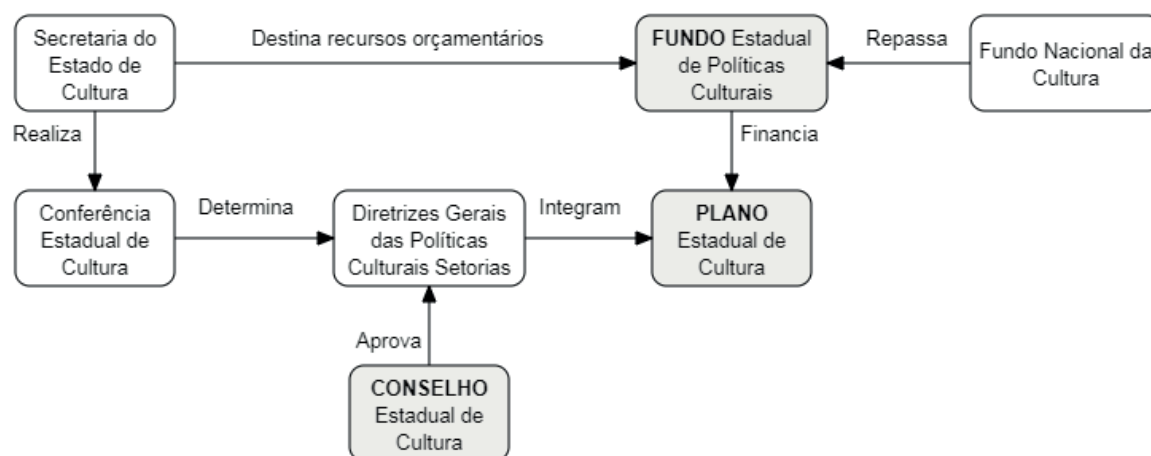 Secretaria do
Estado de
Cultura
Destina recursos orçamentários
FUNDO Estadual
de Políticas
Culturais
Repassa
Fundo Nacional da
Cultura
Realiza
Financia
Conferência
Estadual de
Cultura
Determina
Diretrizes Gerais
das Políticas
Culturais Setorias
Integram
PLANO
Estadual de
Cultura
Aprova
CONSELHO
Estadual de
Cultura